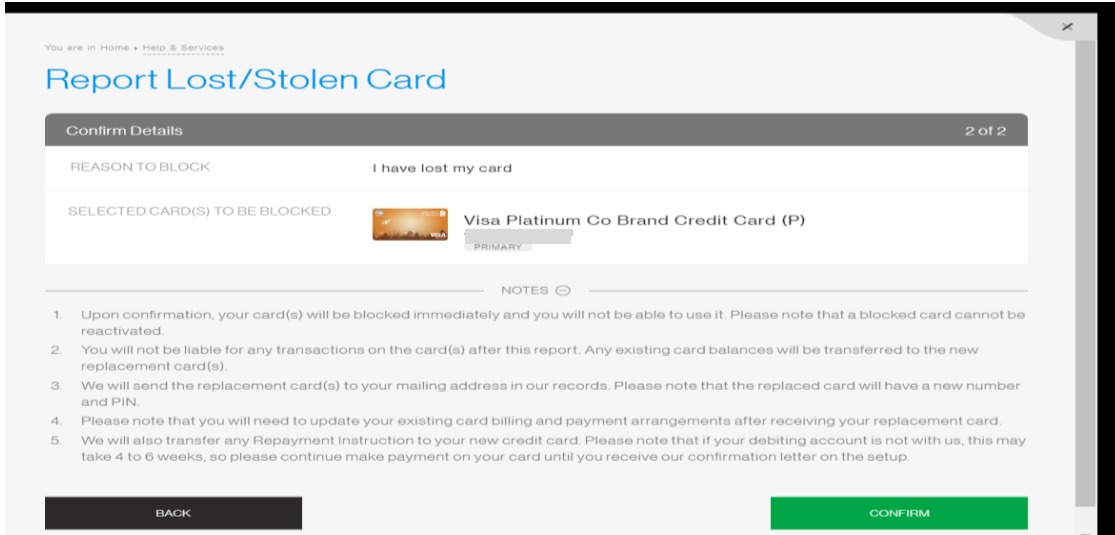 You are in Home • Help & Services
Report Lost/Stolen Card
Confirm Details 2 of 2
REASON TO BLOCK I have lost my card
SELECTED CARD(S) TO BE BLOCKED
VISA
Visa Platinum Co Brand Credit Card (P)
PRIMARY
NOTES
1. Upon confirmation, your card(s) will be blocked immediately and you will not be able to use it. Please note that a blocked card cannot be
reactivated.
2. You will not be liable for any transactions on the card(s) after this report. Any existing card balances will be transferred to the new
replacement card(s).
3. We will send the replacement card(s) to your mailing address in our records. Please note that the replaced card will have a new number
and PIN.
4. Please note that you will need to update your existing card billing and payment arrangements after receiving your replacement card.
5. We will also transfer any Repayment Instruction to your new credit card. Please note that if your debiting account is not with us, this may
take 4 to 6 weeks, so please continue make payment on your card until you receive our confirmation letter on the setup.
BACK CONFIRM